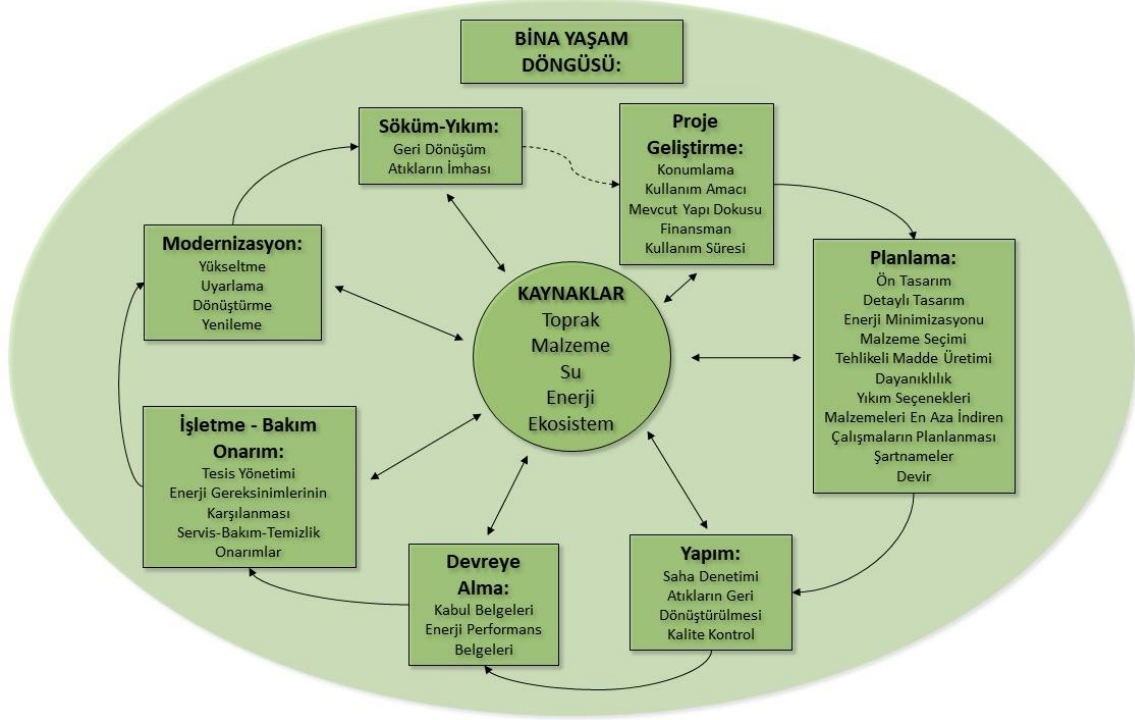 BİNA YAŞAM
DÖNGÜSÜ:
Söküm-Yıkım:
Geri Dönüşüm
Atıkların İmhası
Proje
Geliştirme:
Konumlama
Kullanım Amacı
Mevcut Yapı Dokusu
Finansman
Kullanım Süresi
Modernizasyon:
Yükseltme
Uyarlama
Dönüştürme
Yenileme
KAYNAKLAR
Toprak
Malzeme
Su
Enerji
Ekosistem
Planlama:
Ön Tasarım
Detaylı Tasarım
Enerji Minimizasyonu
Malzeme Seçimi
Tehlikeli Madde Üretimi
Dayanıklılık
Yıkım Seçenekleri
Malzemeleri En Aza İndiren
Çalışmaların Planlanması
Şartnameler
Devir
İşletme - Bakım
Onarım:
Tesis Yönetimi
Enerji Gereksinimlerinin
Karşılanması
Servis-Bakım-Temizlik
Onarımlar
Devreye
Alma:
Kabul Belgeleri
Enerji Performans
Belgeleri
Yapım:
Saha Denetimi
Atıkların Geri
Dönüştürülmesi
Kalite Kontrol